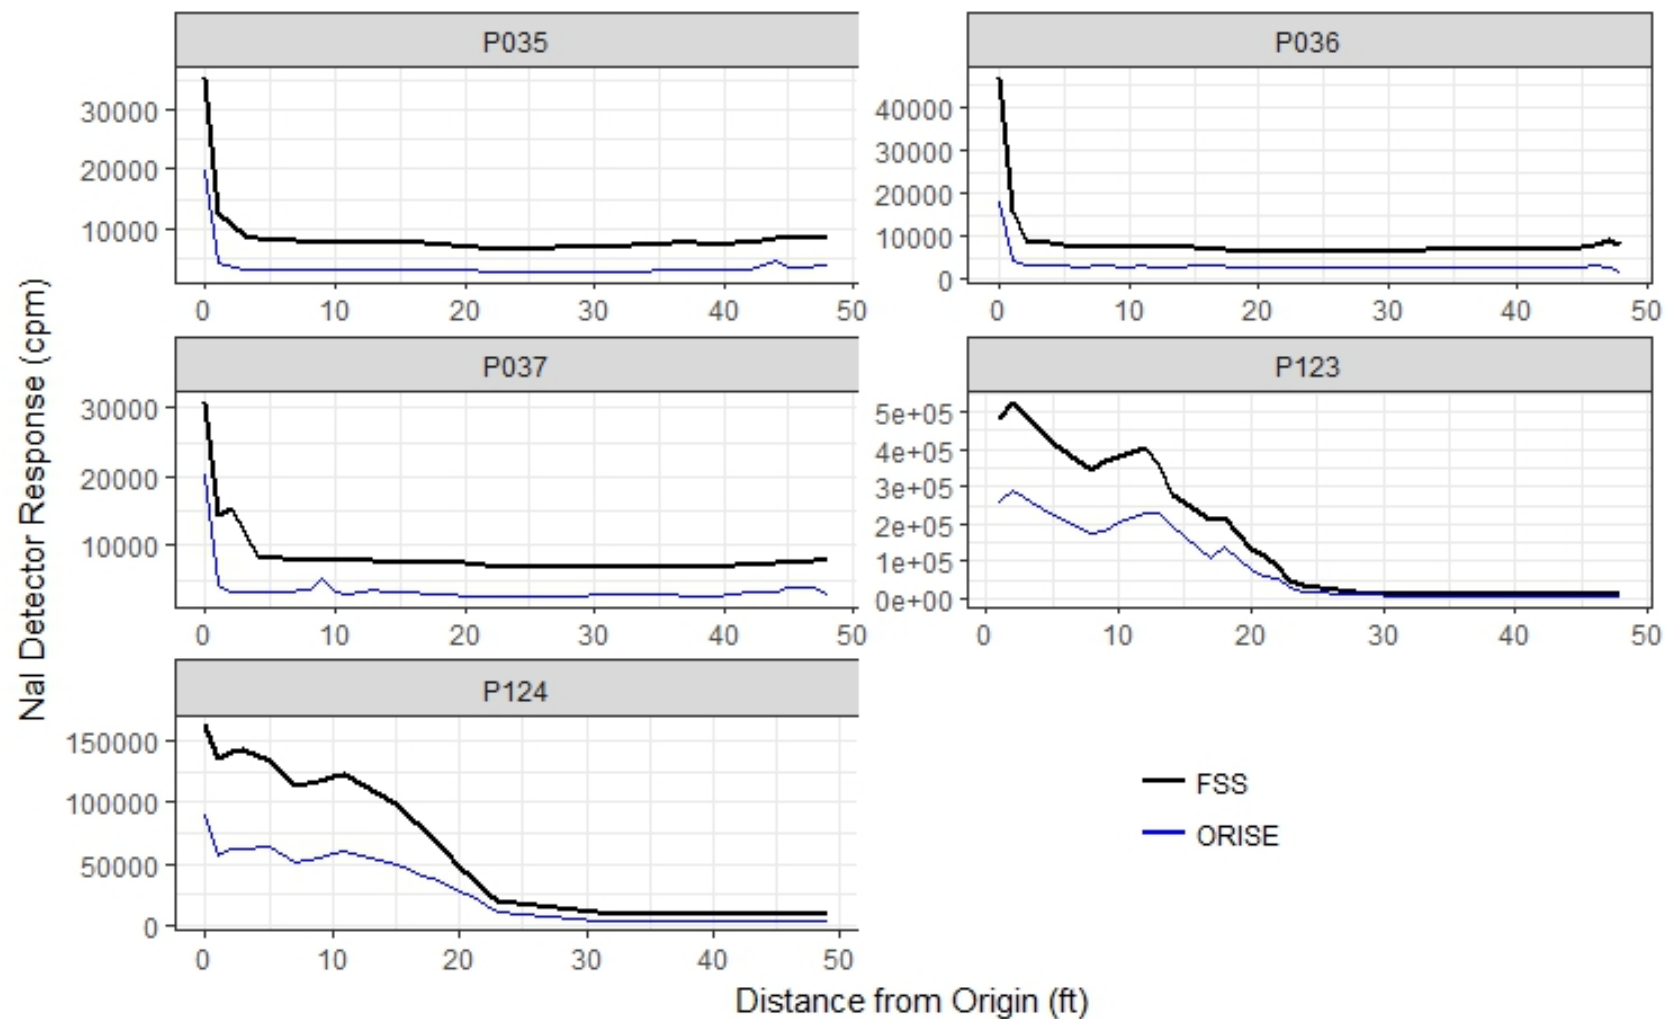 P035
30000
20000
10000
0 10 20 30 40 50
P036
40000
30000
20000
10000
0
0 10 20 30 40 50
P037
30000
20000
10000
0 10 20 30 40 50
P123
5e+05
4e+05
3e+05
2e+05
1e+05
0e+00
0 10 20 30 40 50
P124
150000
100000
50000
0
0 10 20 30 40 50
FSS
ORISE
NaI Detector Response (cpm)
Distance from Origin (ft)